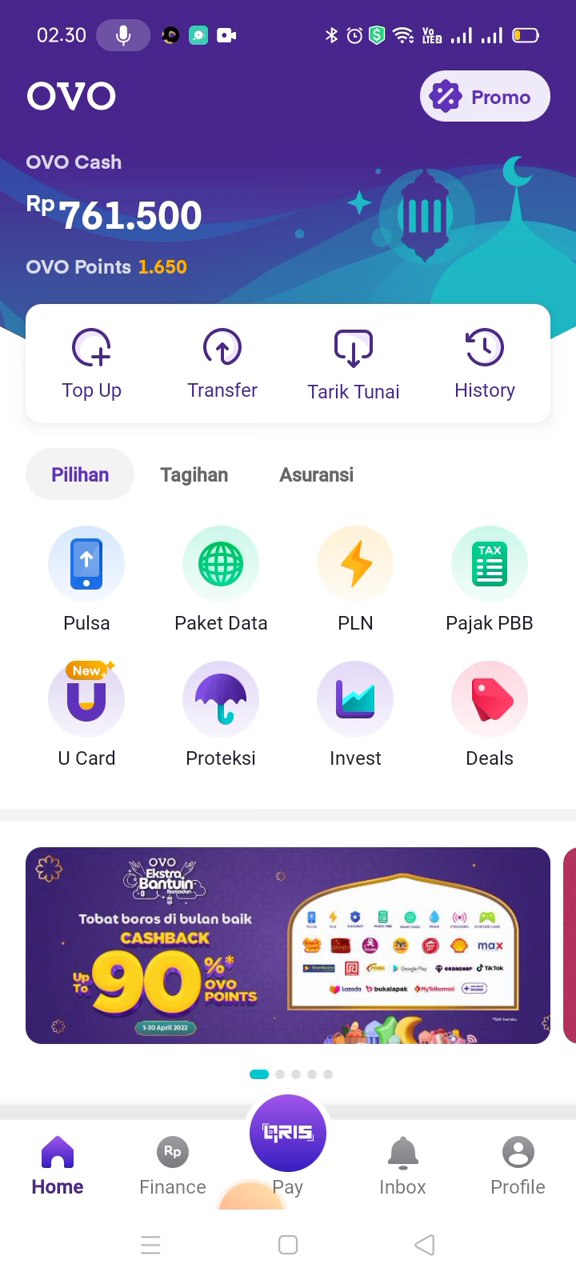 02.30
OVO
Promo
OVO Cash
Rp 761.500
OVO Points 1.650
Top Up
Transfer
Tarik Tunai
History
Pilihan
Tagihan
Asuransi
Pulsa
Paket Data
PLN
TAX
Pajak PBB
New
U Card
Proteksi
Invest
Deals
OVO
Ekstra
Bantuin
Ramadan
Tobat boros di bulan baik
CASHBACK
Up To 90%*
OVO POINTS
1-30 April 2022
max
Google Play
CODASHOP
TikTok
Lazada
bukalapak
MyTelkomsel
QRIS
Rp
Home
Finance
Pay
Inbox
Profile